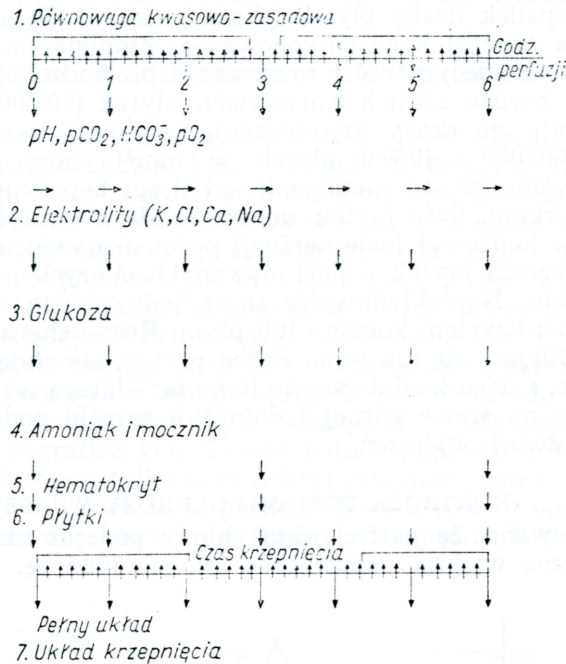 1. Równowaga kwasowo-zasadowa
Godz.
perfuzji
0 1 2 3 4 5 6
pH, pCO2, HCO3-, pO2
2. Elektrolity (K, Cl, Ca, Na)
3. Glukoza
4. Amoniak i mocznik
5. Hematokryt
6. Płytki
Czas krzepnięcia
Pełny układ
7. Układ krzepnięcia